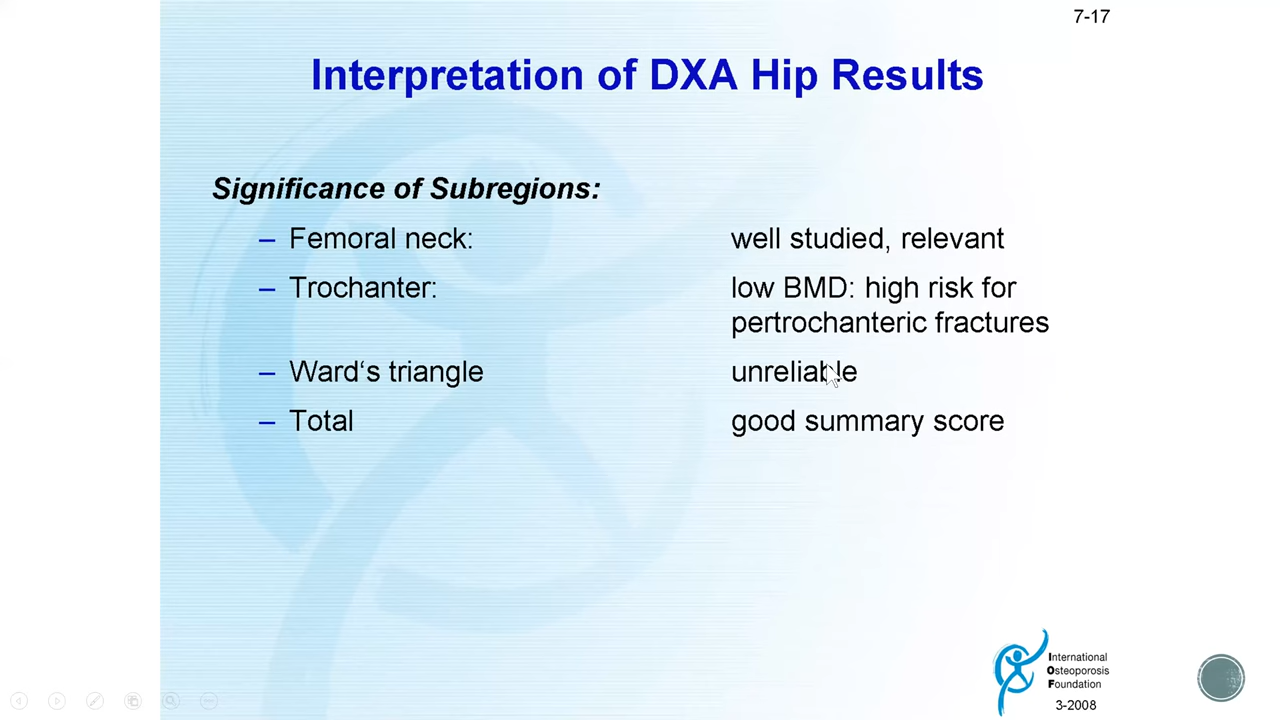 7-17
Interpretation of DXA Hip Results
Significance of Subregions:
– Femoral neck: well studied, relevant
– Trochanter: low BMD: high risk for
pertrochanteric fractures
– Ward‘s triangle unreliable
– Total good summary score
International
Osteoporosis
Foundation
3-2008